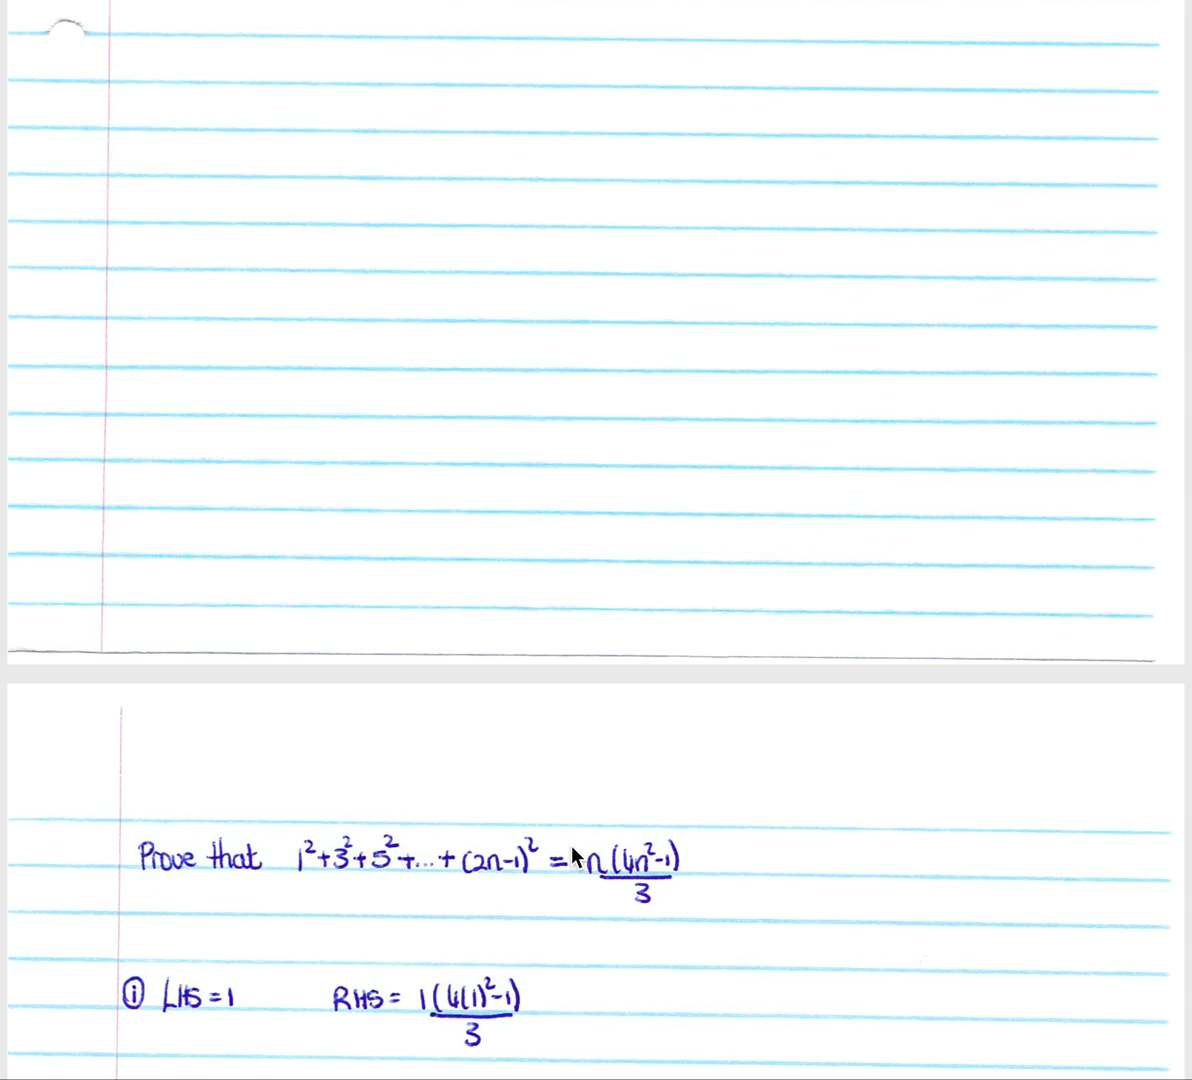 Prove that 1²+3²+5²+...+(2n-1)² = n(4n²-1)
3
① LHS = 1 RHS = 1(4(1)²-1)
3